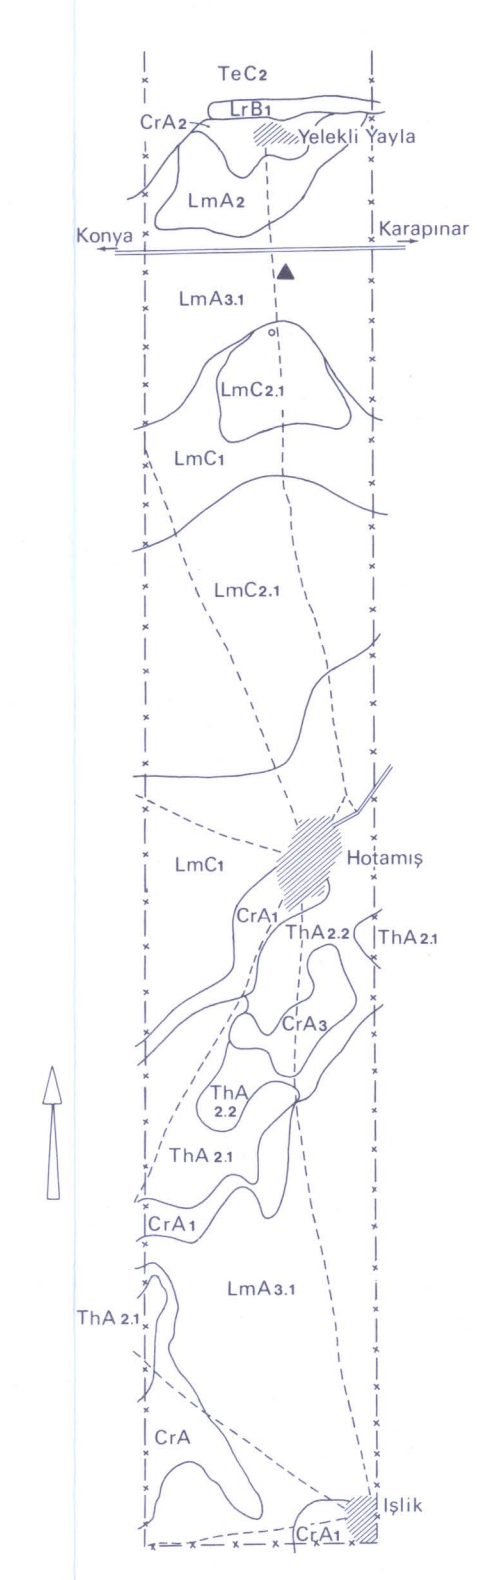 TeC2
LrB1
CrA2
Yelekli Yayla
LmA2
Konya
Karapınar
LmA3.1
LmC2.1
LmC1
LmC2.1
LmC1
Hotamış
CrA1
ThA2.2
ThA2.1
CrA3
ThA
2.2
ThA2.1
CrA1
LmA3.1
ThA2.1
CrA
Işlik
CrA1